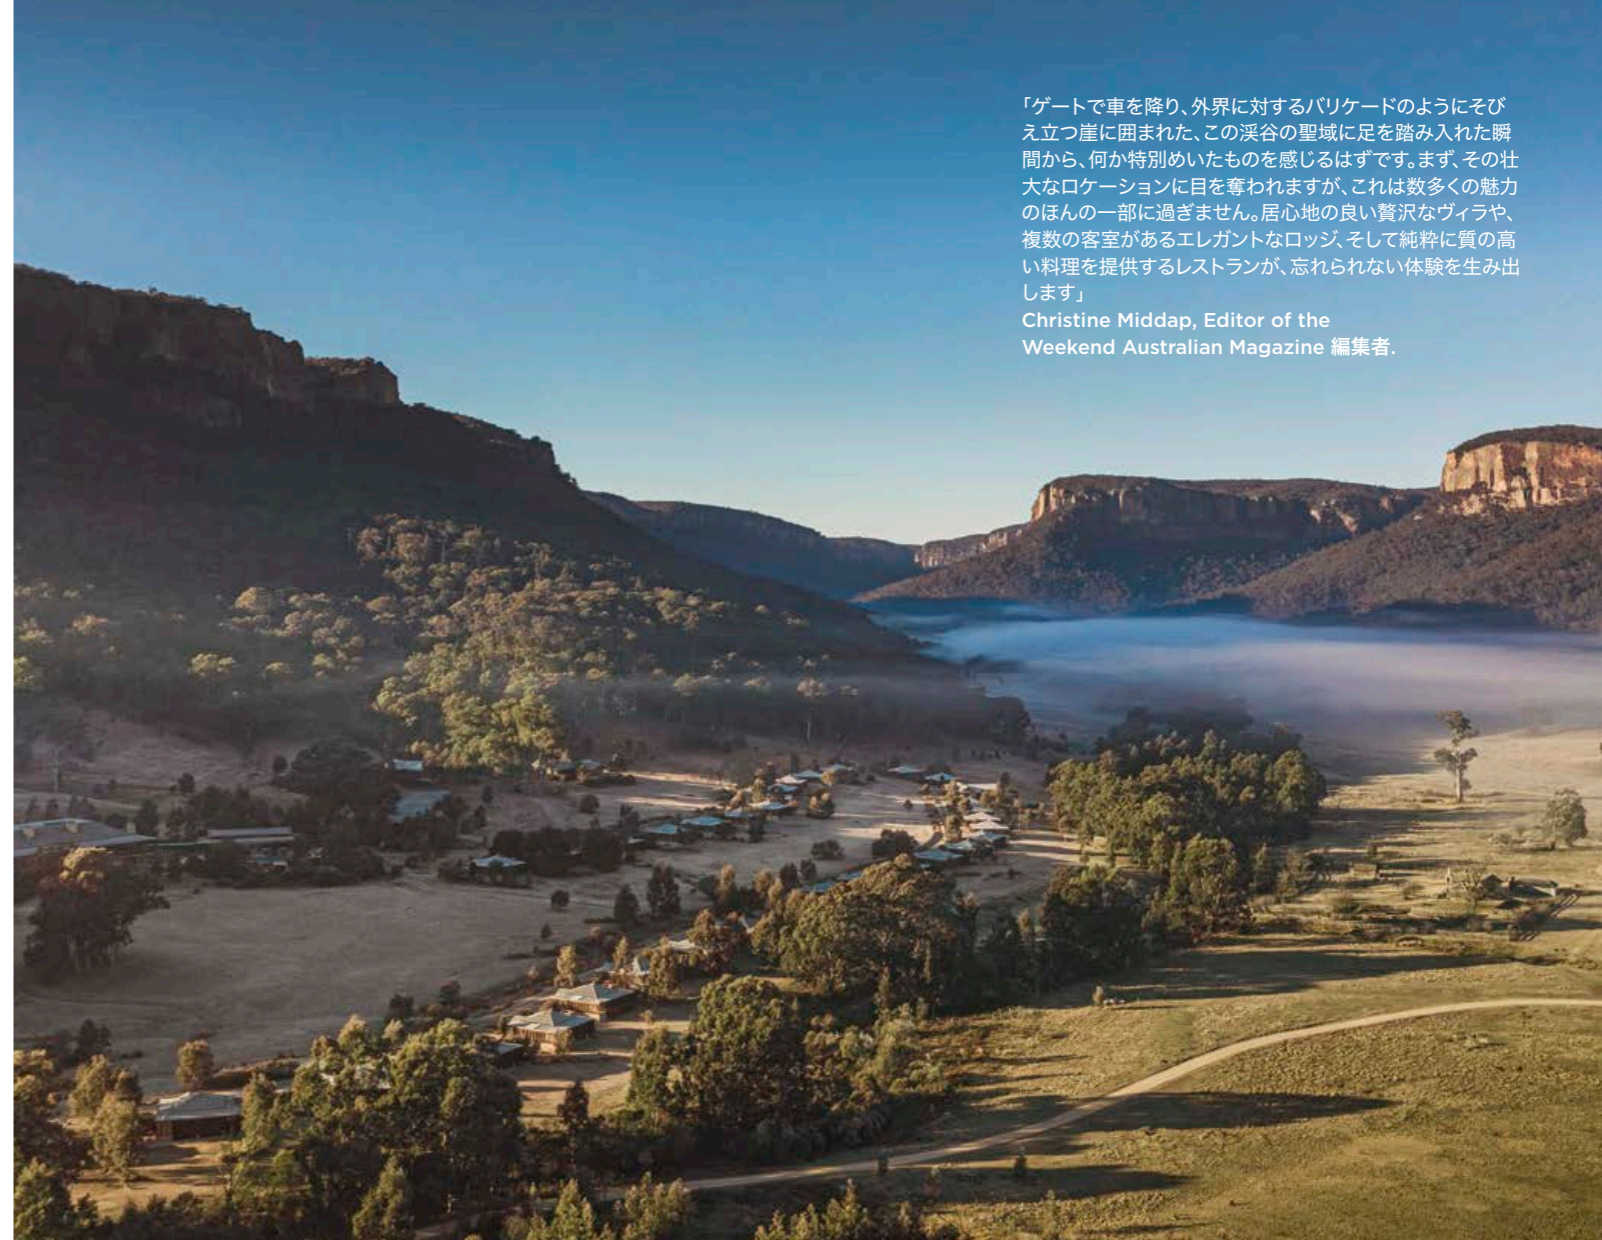 「ゲートで車を降り、外界に対するバリケードのようにそび
え立つ崖に囲まれた、この渓谷の聖域に足を踏み入れた瞬
間から、何か特別めいたものを感じるはずです。まず、その壮
大なロケーションに目を奪われますが、これは数多くの魅力
のほんの一部に過ぎません。居心地の良い贅沢なヴィラや、
複数の客室があるエレガントなロッジ、そして純粋に質の高
い料理を提供するレストランが、忘れられない体験を生み出
します」
Christine Middap, Editor of the
Weekend Australian Magazine 編集者.